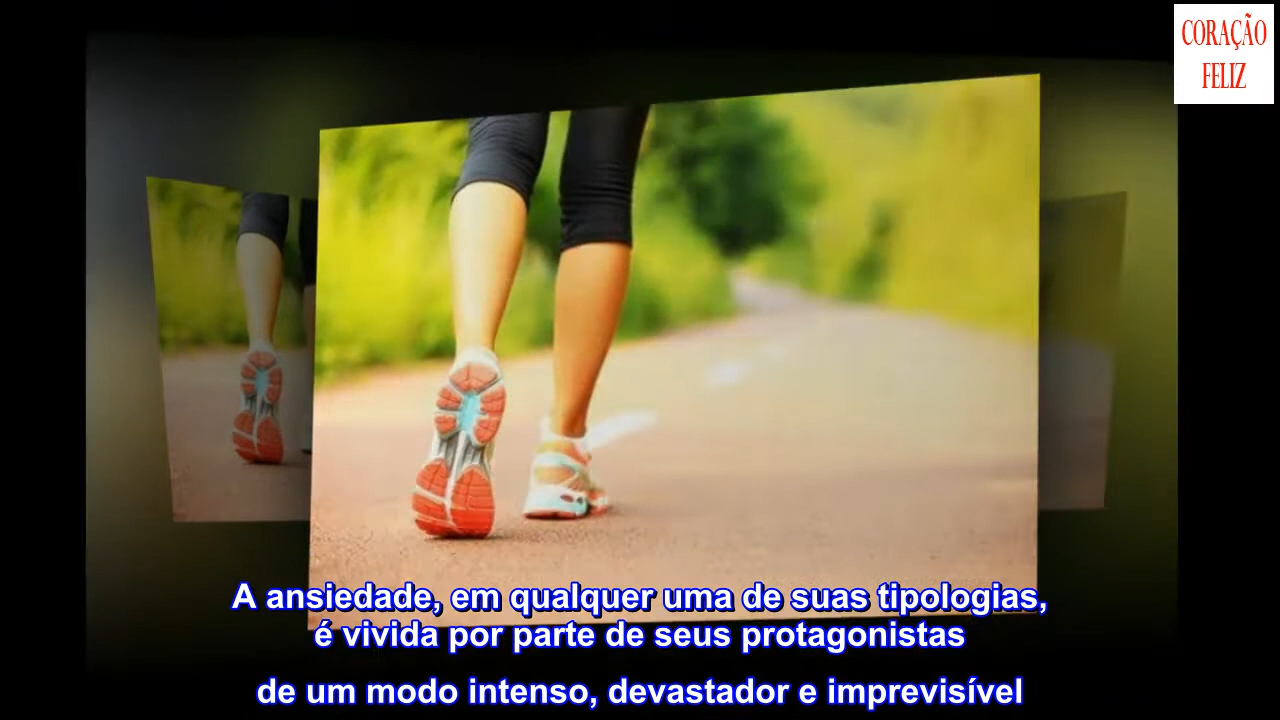 CORAÇÃO
FELIZ
A ansiedade, em qualquer uma de suas tipologias,
é vivida por parte de seus protagonistas
de um modo intenso, devastador e imprevisível